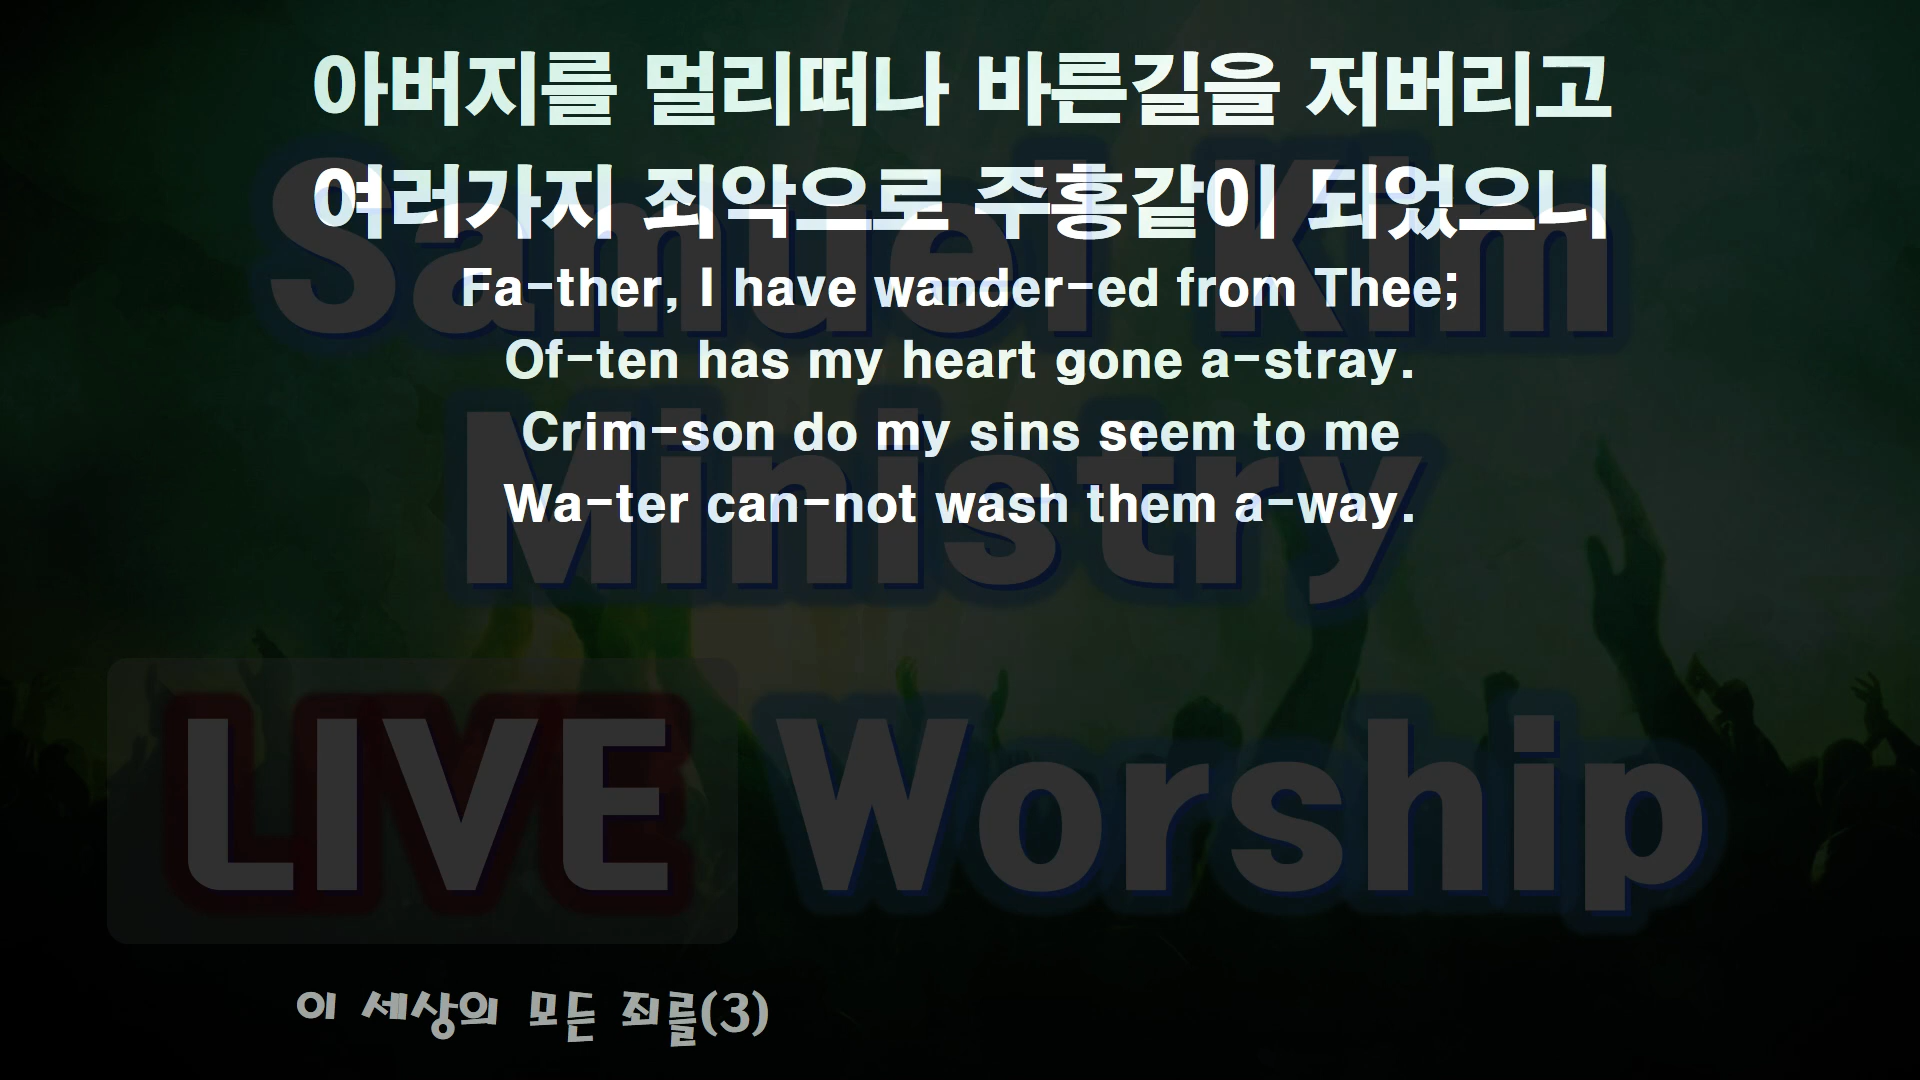 아버지를 멀리떠나 바른길을 저버리고
여러가지 죄악으로 주홍같이 되었으니
Fa-ther, I have wander-ed from Thee;
Of-ten has my heart gone a-stray.
Crim-son do my sins seem to me
Wa-ter can-not wash them a-way.
Samuel Kim
Ministry
LIVE Worship
이 세상의 모든 죄를(3)